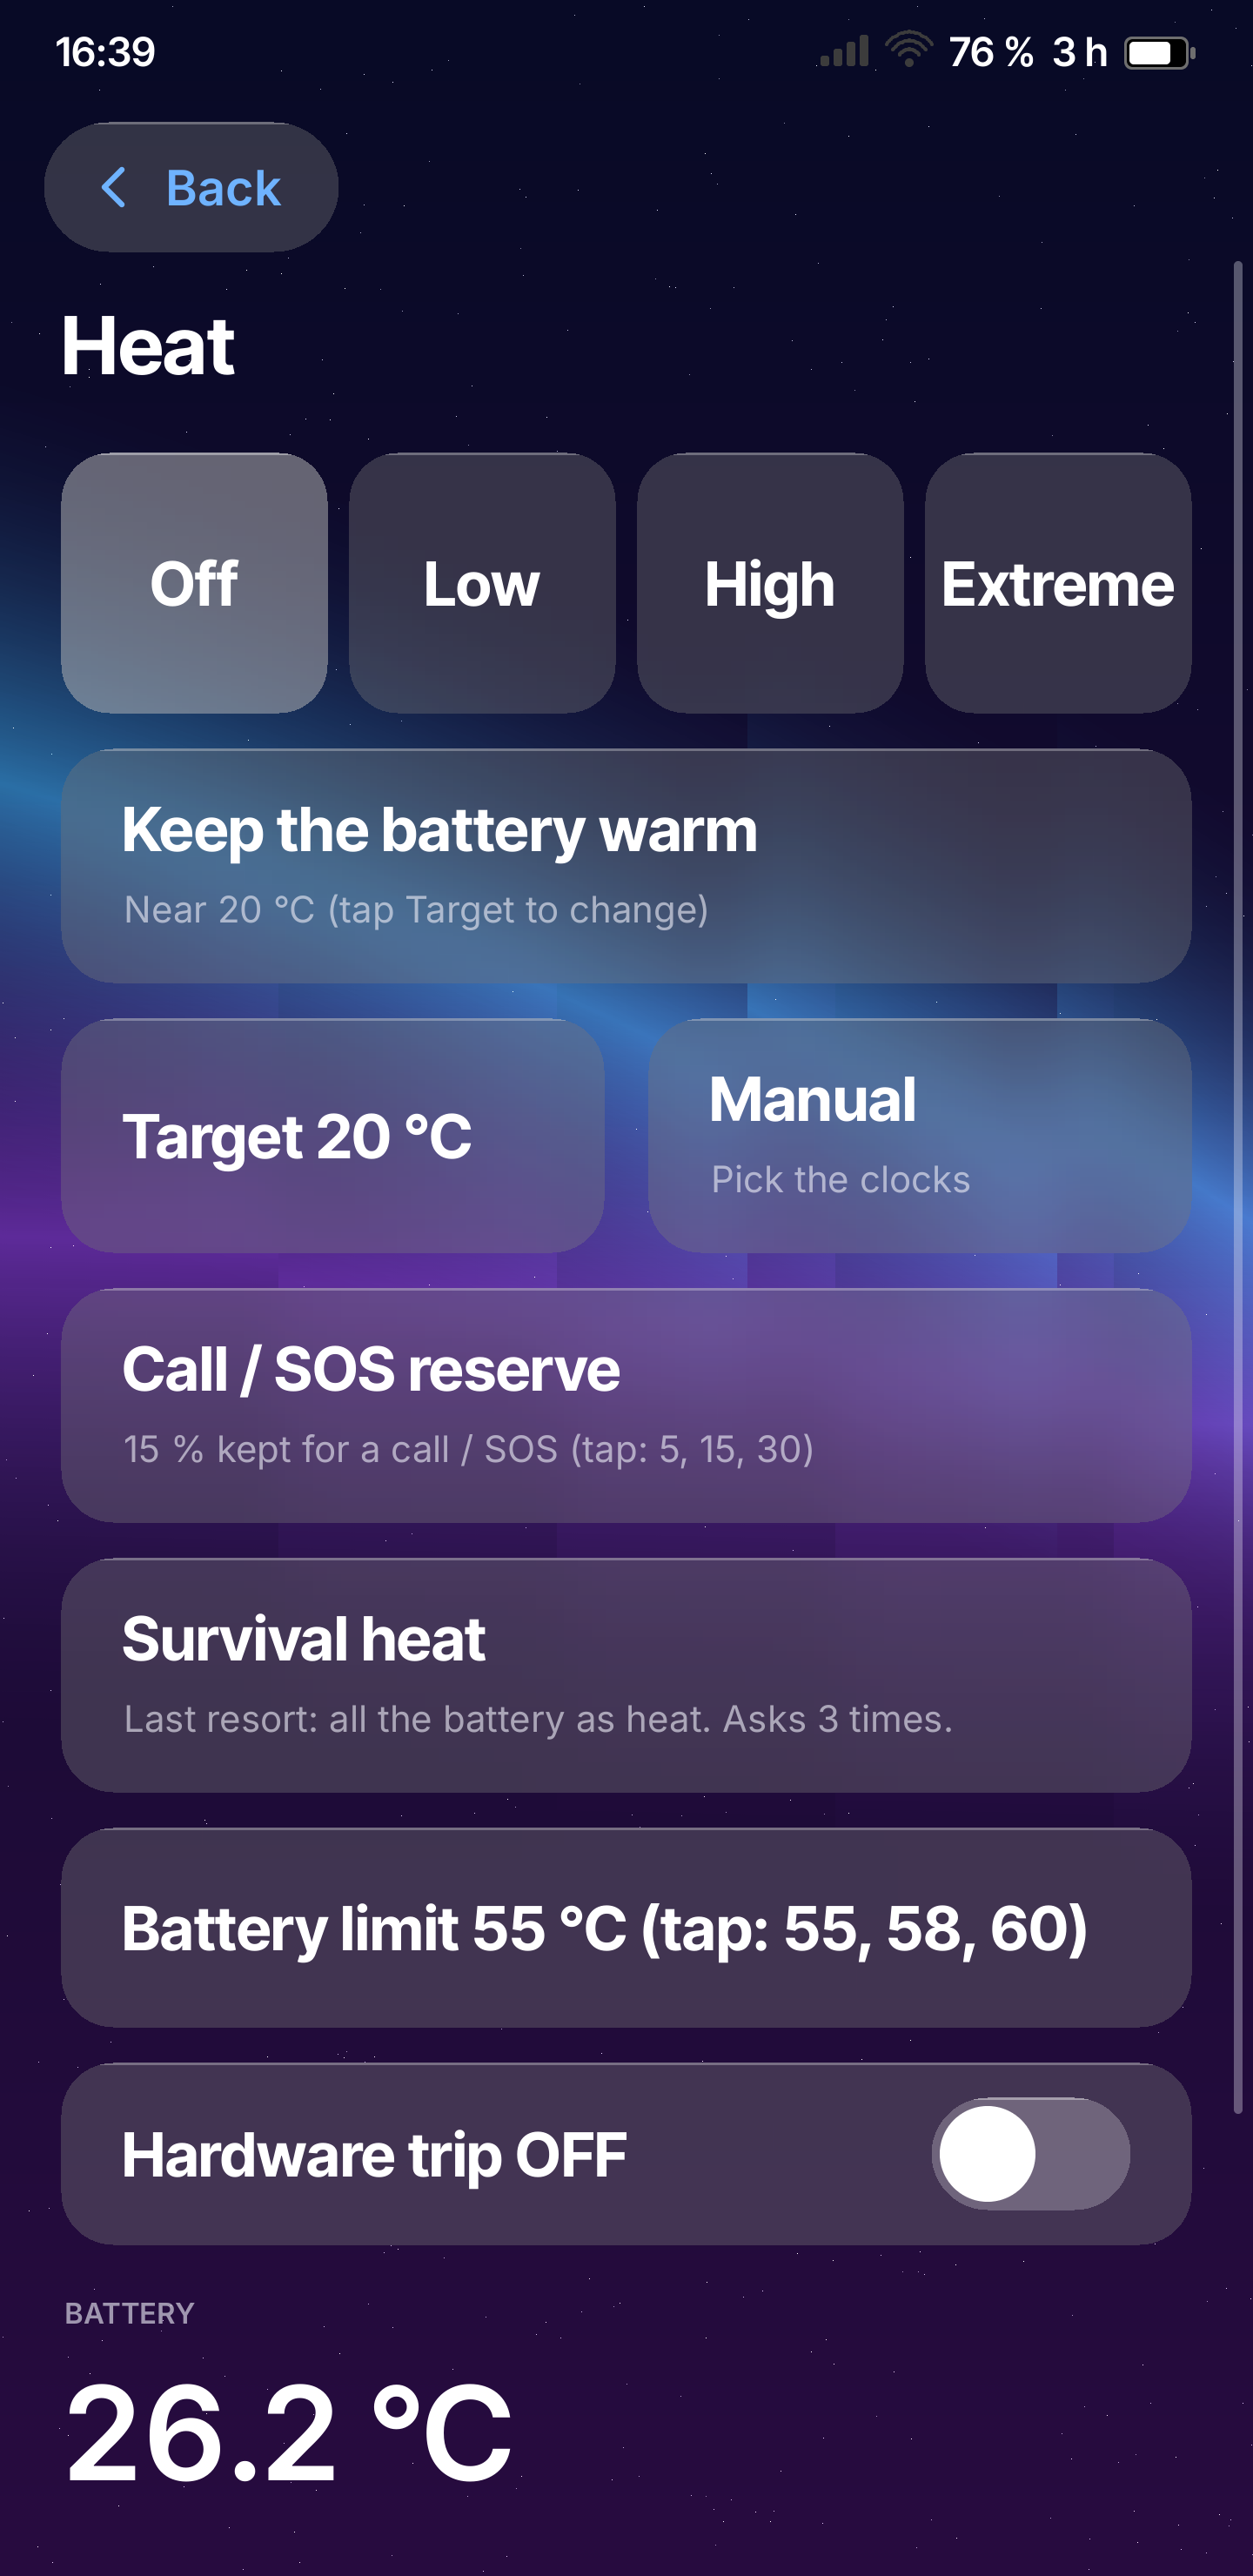 16:39
76 % 3 h
Back
Heat
Off
Low
High
Extreme
Keep the battery warm
Near 20 °C (tap Target to change)
Target 20 °C
Manual
Pick the clocks
Call / SOS reserve
15 % kept for a call / SOS (tap: 5, 15, 30)
Survival heat
Last resort: all the battery as heat. Asks 3 times.
Battery limit 55 °C (tap: 55, 58, 60)
Hardware trip OFF
BATTERY
26.2 °C